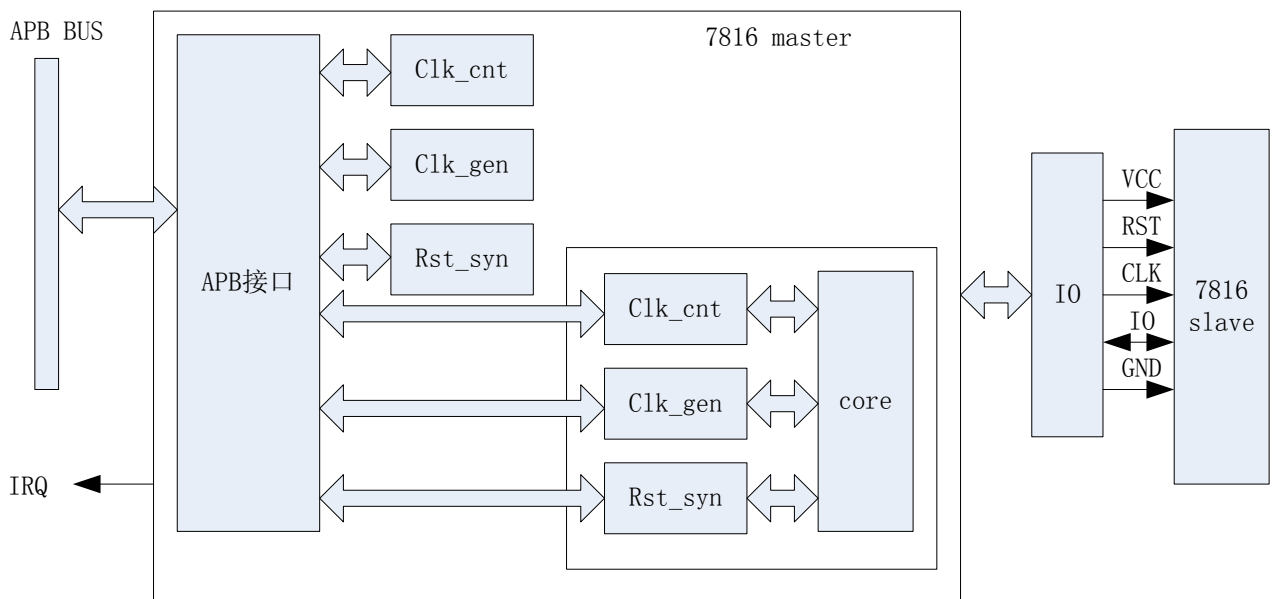 APB BUS
7816 master
Clk_cnt
Clk_gen
Rst_syn
APB接口
Clk_cnt
Clk_gen
Rst_syn
core
IO
VCC
RST
CLK
IO
GND
7816
slave
IRQ